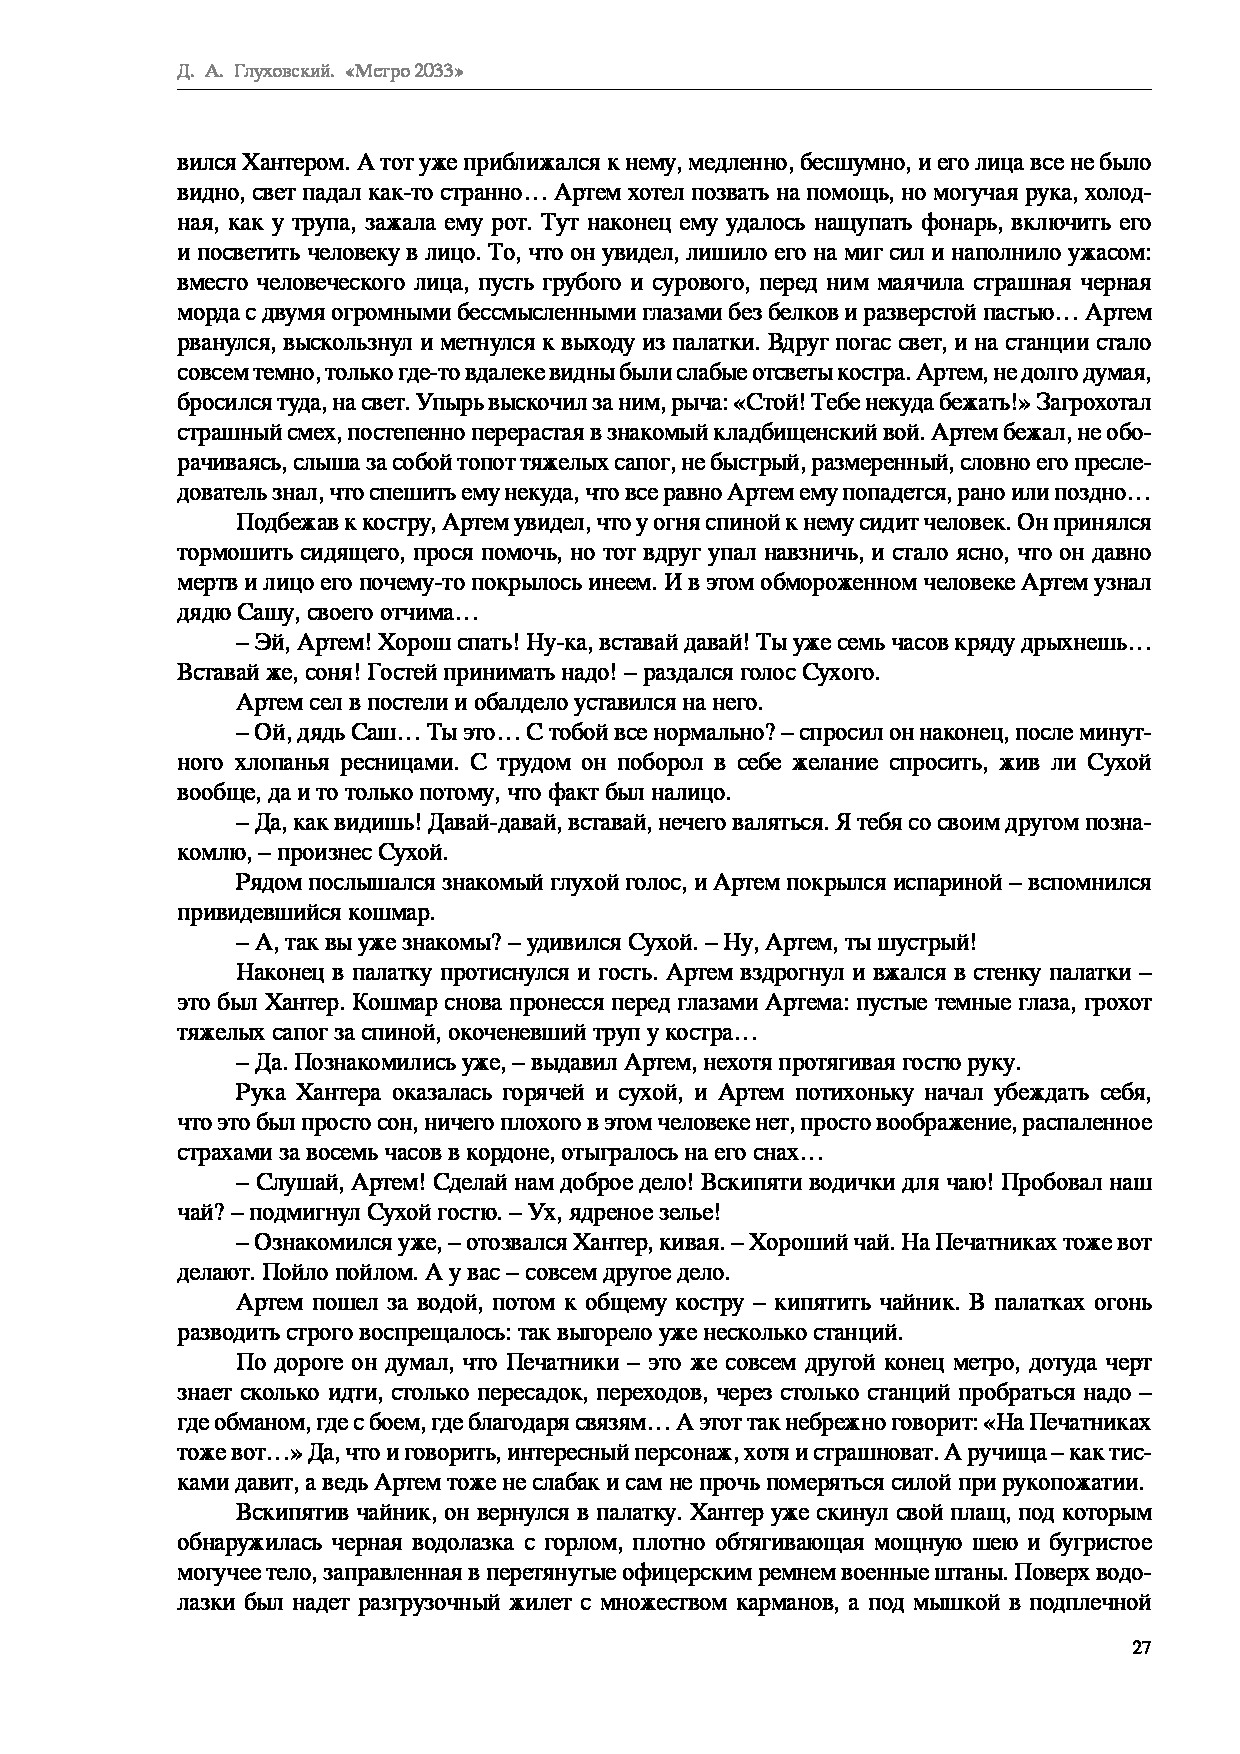 Д. А. Глуховский. «Метро 2033»
вился Хантером. А тот уже приближался к нему, медленно, бесшумно, и его лица все не было
видно, свет падал как-то странно… Артем хотел позвать на помощь, но могучая рука, холод-
ная, как у трупа, зажала ему рот. Тут наконец ему удалось нащупать фонарь, включить его
и посветить человеку в лицо. То, что он увидел, лишило его на миг сил и наполнило ужасом:
вместо человеческого лица, пусть грубого и сурового, перед ним маячила страшная черная
морда с двумя огромными бессмысленными глазами без белков и разверстой пастью… Артем
рванулся, выскользнул и метнулся к выходу из палатки. Вдруг погас свет, и на станции стало
совсем темно, только где-то вдалеке видны были слабые отсветы костра. Артем, не долго думая,
бросился туда, на свет. Упырь выскочил за ним, рыча: «Стой! Тебе некуда бежать!» Загрохотал
страшный смех, постепенно перерастая в знакомый кладбищенский вой. Артем бежал, не обо-
рачиваясь, слыша за собой топот тяжелых сапог, не быстрый, размеренный, словно его пресле-
дователь знал, что спешить ему некуда, что все равно Артем ему попадется, рано или поздно…
Подбежав к костру, Артем увидел, что у огня спиной к нему сидит человек. Он принялся
тормошить сидящего, прося помочь, но тот вдруг упал навзничь, и стало ясно, что он давно
мертв и лицо его почему-то покрылось инеем. И в этом обмороженном человеке Артем узнал
дядю Сашу, своего отчима…
– Эй, Артем! Хорош спать! Ну-ка, вставай давай! Ты уже семь часов кряду дрыхнешь…
Вставай же, соня! Гостей принимать надо! – раздался голос Сухого.
Артем сел в постели и обалдело уставился на него.
– Ой, дядь Саш… Ты это… С тобой все нормально? – спросил он наконец, после минут-
ного хлопанья ресницами. С трудом он поборол в себе желание спросить, жив ли Сухой
вообще, да и то только потому, что факт был налицо.
– Да, как видишь! Давай-давай, вставай, нечего валяться. Я тебя со своим другом позна-
комлю, – произнес Сухой.
Рядом послышался знакомый глухой голос, и Артем покрылся испариной – вспомнился
привидевшийся кошмар.
– А, так вы уже знакомы? – удивился Сухой. – Ну, Артем, ты шустрый!
Наконец в палатку протиснулся и гость. Артем вздрогнул и вжался в стенку палатки –
это был Хантер. Кошмар снова пронесся перед глазами Артема: пустые темные глаза, грохот
тяжелых сапог за спиной, окоченевший труп у костра…
– Да. Познакомились уже, – выдавил Артем, нехотя протягивая гостю руку.
Рука Хантера оказалась горячей и сухой, и Артем потихоньку начал убеждать себя,
что это был просто сон, ничего плохого в этом человеке нет, просто воображение, распаленное
страхами за восемь часов в кордоне, отыгралось на его снах…
– Слушай, Артем! Сделай нам доброе дело! Вскипяти водички для чаю! Пробовал наш
чай? – подмигнул Сухой гостю. – Ух, ядреное зелье!
– Ознакомился уже, – отозвался Хантер, кивая. – Хороший чай. На Печатниках тоже вот
делают. Пойло пойлом. А у вас – совсем другое дело.
Артем пошел за водой, потом к общему костру – кипятить чайник. В палатках огонь
разводить строго воспрещалось: так выгорело уже несколько станций.
По дороге он думал, что Печатники – это же совсем другой конец метро, дотуда черт
знает сколько идти, столько пересадок, переходов, через столько станций пробраться надо –
где обманом, где с боем, где благодаря связям… А этот так небрежно говорит: «На Печатниках
тоже вот…» Да, что и говорить, интересный персонаж, хотя и страшноват. А ручища – как тис-
ками давит, а ведь Артем тоже не слабак и сам не прочь померяться силой при рукопожатии.
Вскипятив чайник, он вернулся в палатку. Хантер уже скинул свой плащ, под которым
обнаружилась черная водолазка с горлом, плотно обтягивающая мощную шею и бугристое
могучее тело, заправленная в перетянутые офицерским ремнем военные штаны. Поверх водо-
лазки был надет разгрузочный жилет с множеством карманов, а под мышкой в подплечной
27